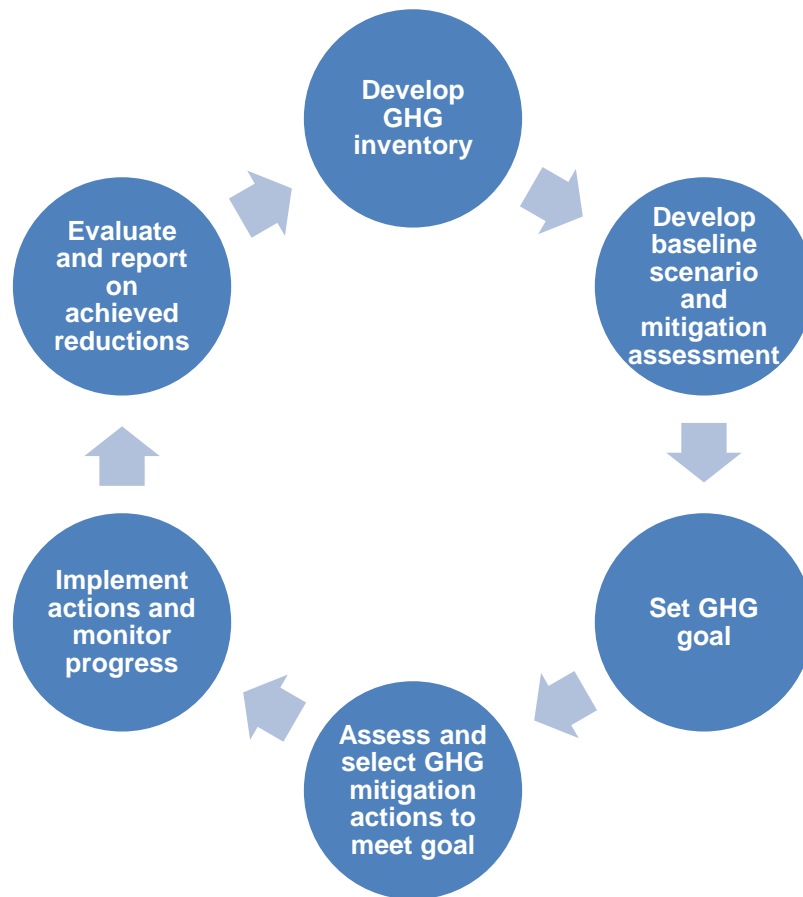 Develop
GHG
inventory
Develop
baseline
scenario
and
mitigation
assessment
Set GHG
goal
Assess and
select GHG
mitigation
actions to
meet goal
Implement
actions and
monitor
progress
Evaluate
and report
on
achieved
reductions